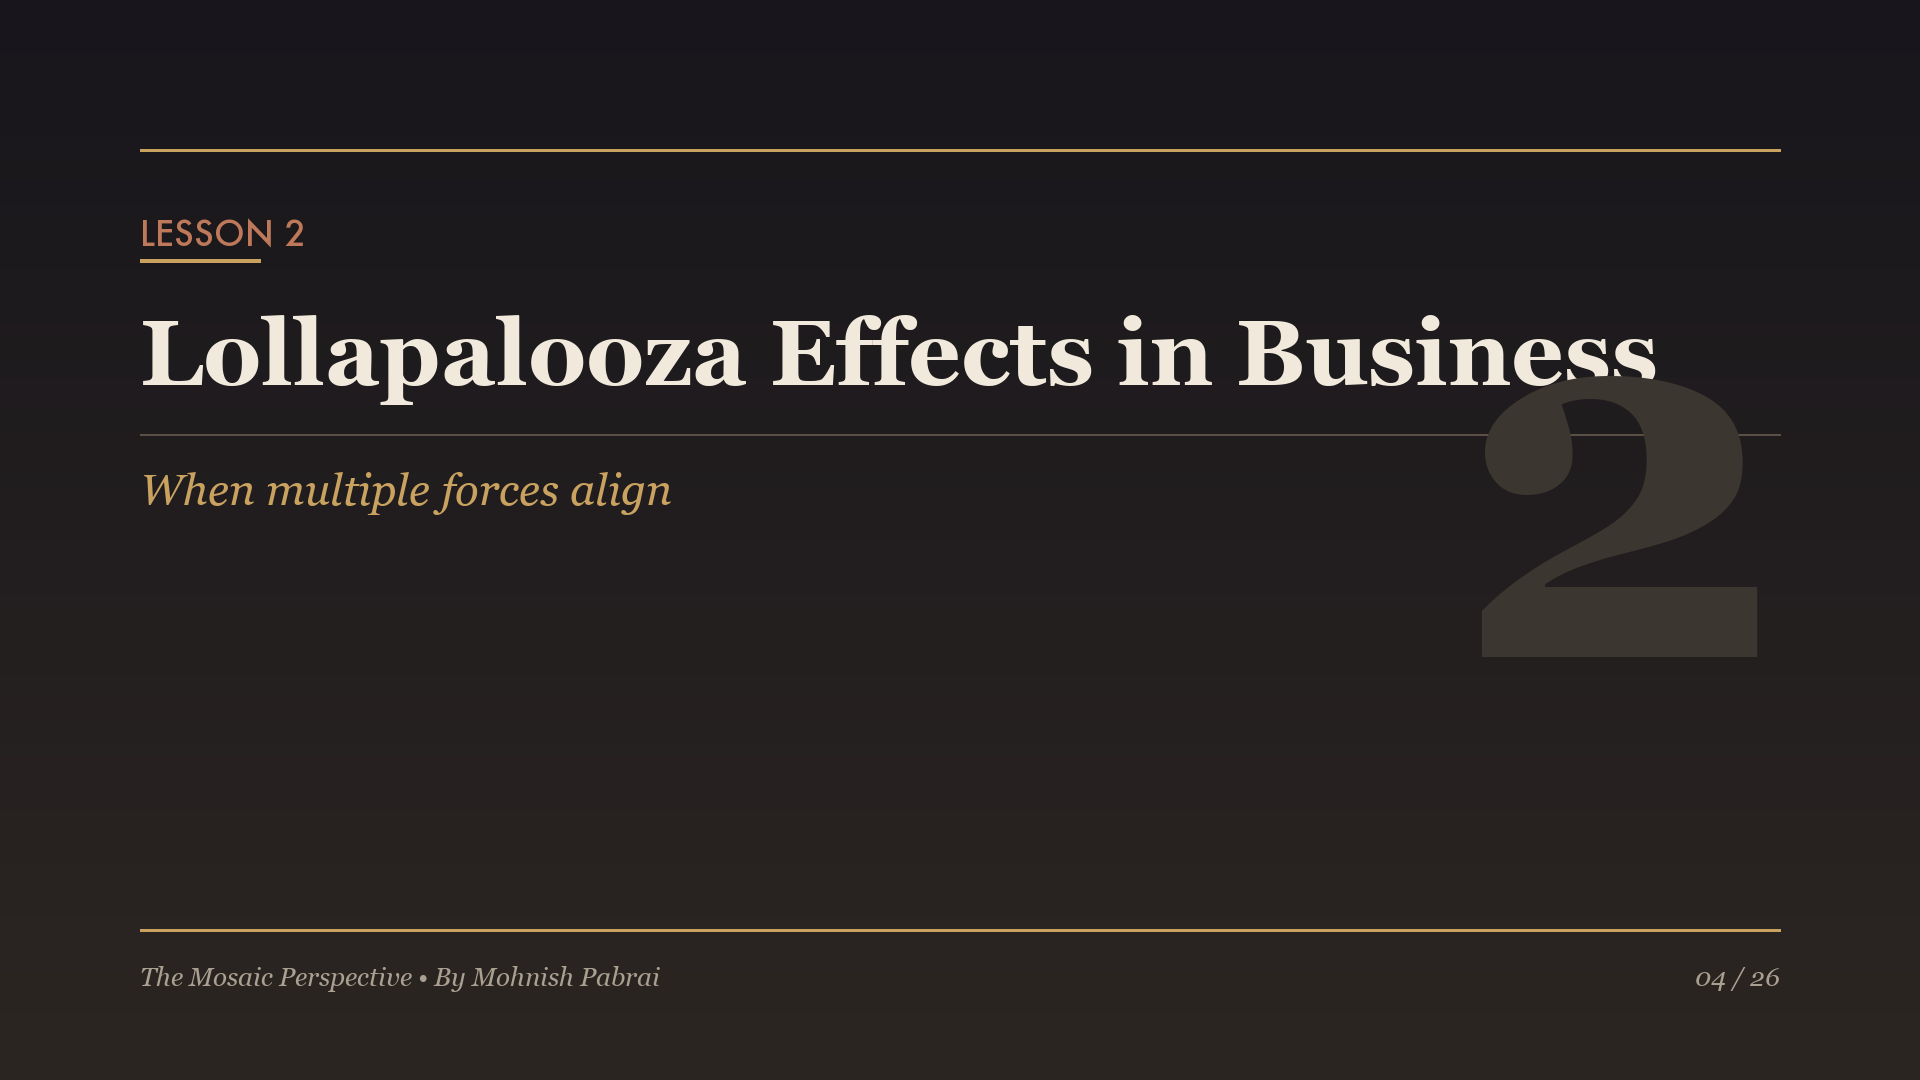 LESSON 2
Lollapalooza Effects in Business
When multiple forces align
2
The Mosaic Perspective • By Mohnish Pabrai
04 / 26